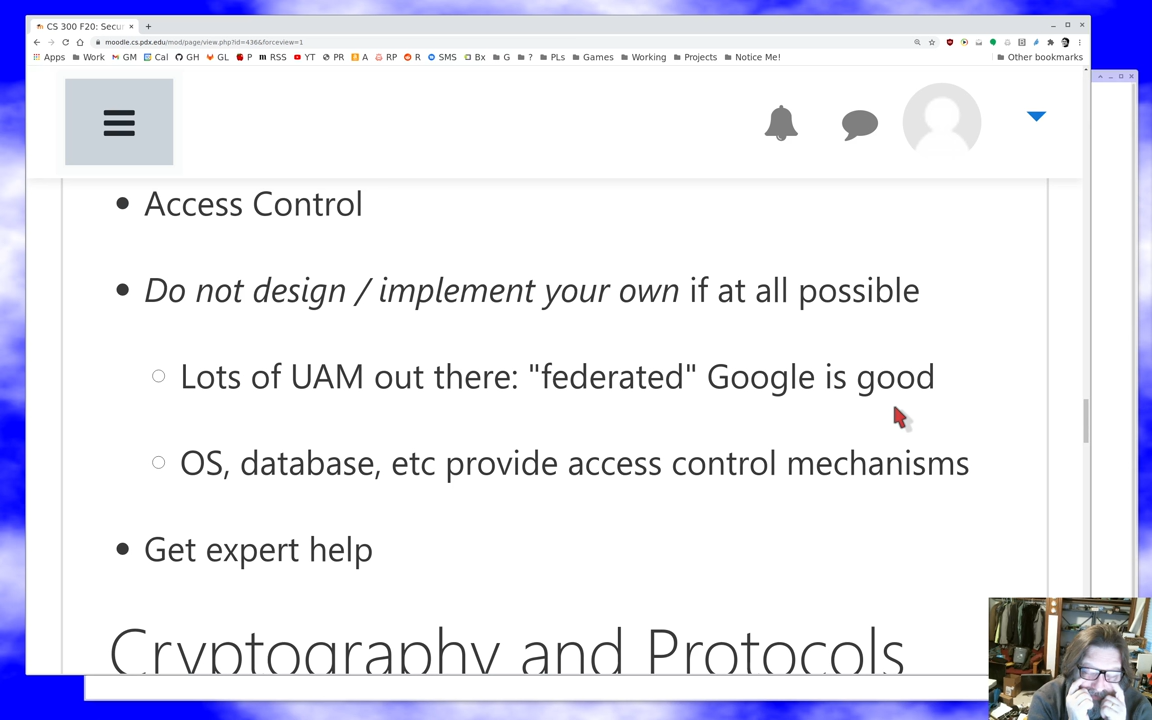 CS 300 F20: Secur
moodle.cs.pdx.edu/mod/page/view.php?id=436&forceview=1
Apps Work GM Cal GH GL P RSS YT PR A RP R SMS Bx G ? PLs Games Working Projects Notice Me! Other bookmarks
Access Control
Do not design / implement your own if at all possible
Lots of UAM out there: "federated" Google is good
OS, database, etc provide access control mechanisms
Get expert help
Cryptography and Protocols